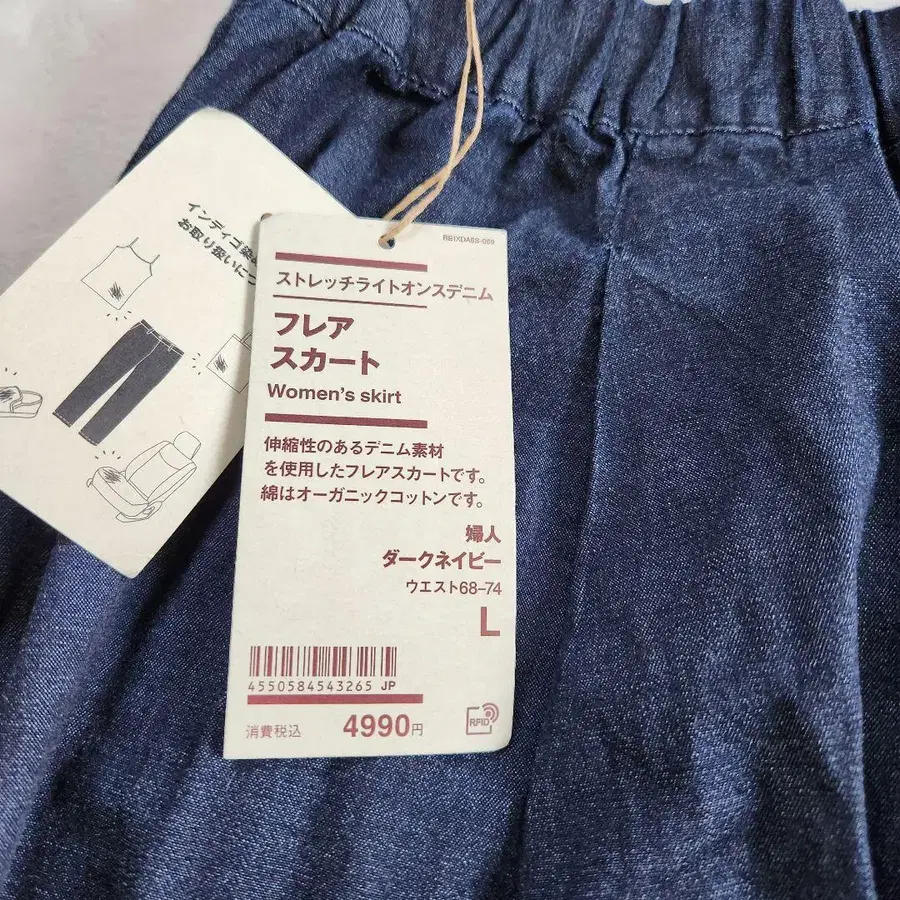 インディゴ染
お取り扱いにつ
ストレッチライトオンスデニム
フレア
スカート
Women's skirt
伸縮性のあるデニム素材
を使用したフレアスカートです。
綿はオーガニックコットンです。
婦人
ダークネイビー
ウエスト68–74
L
4550584543265 JP
消費税込 4990円
RFID